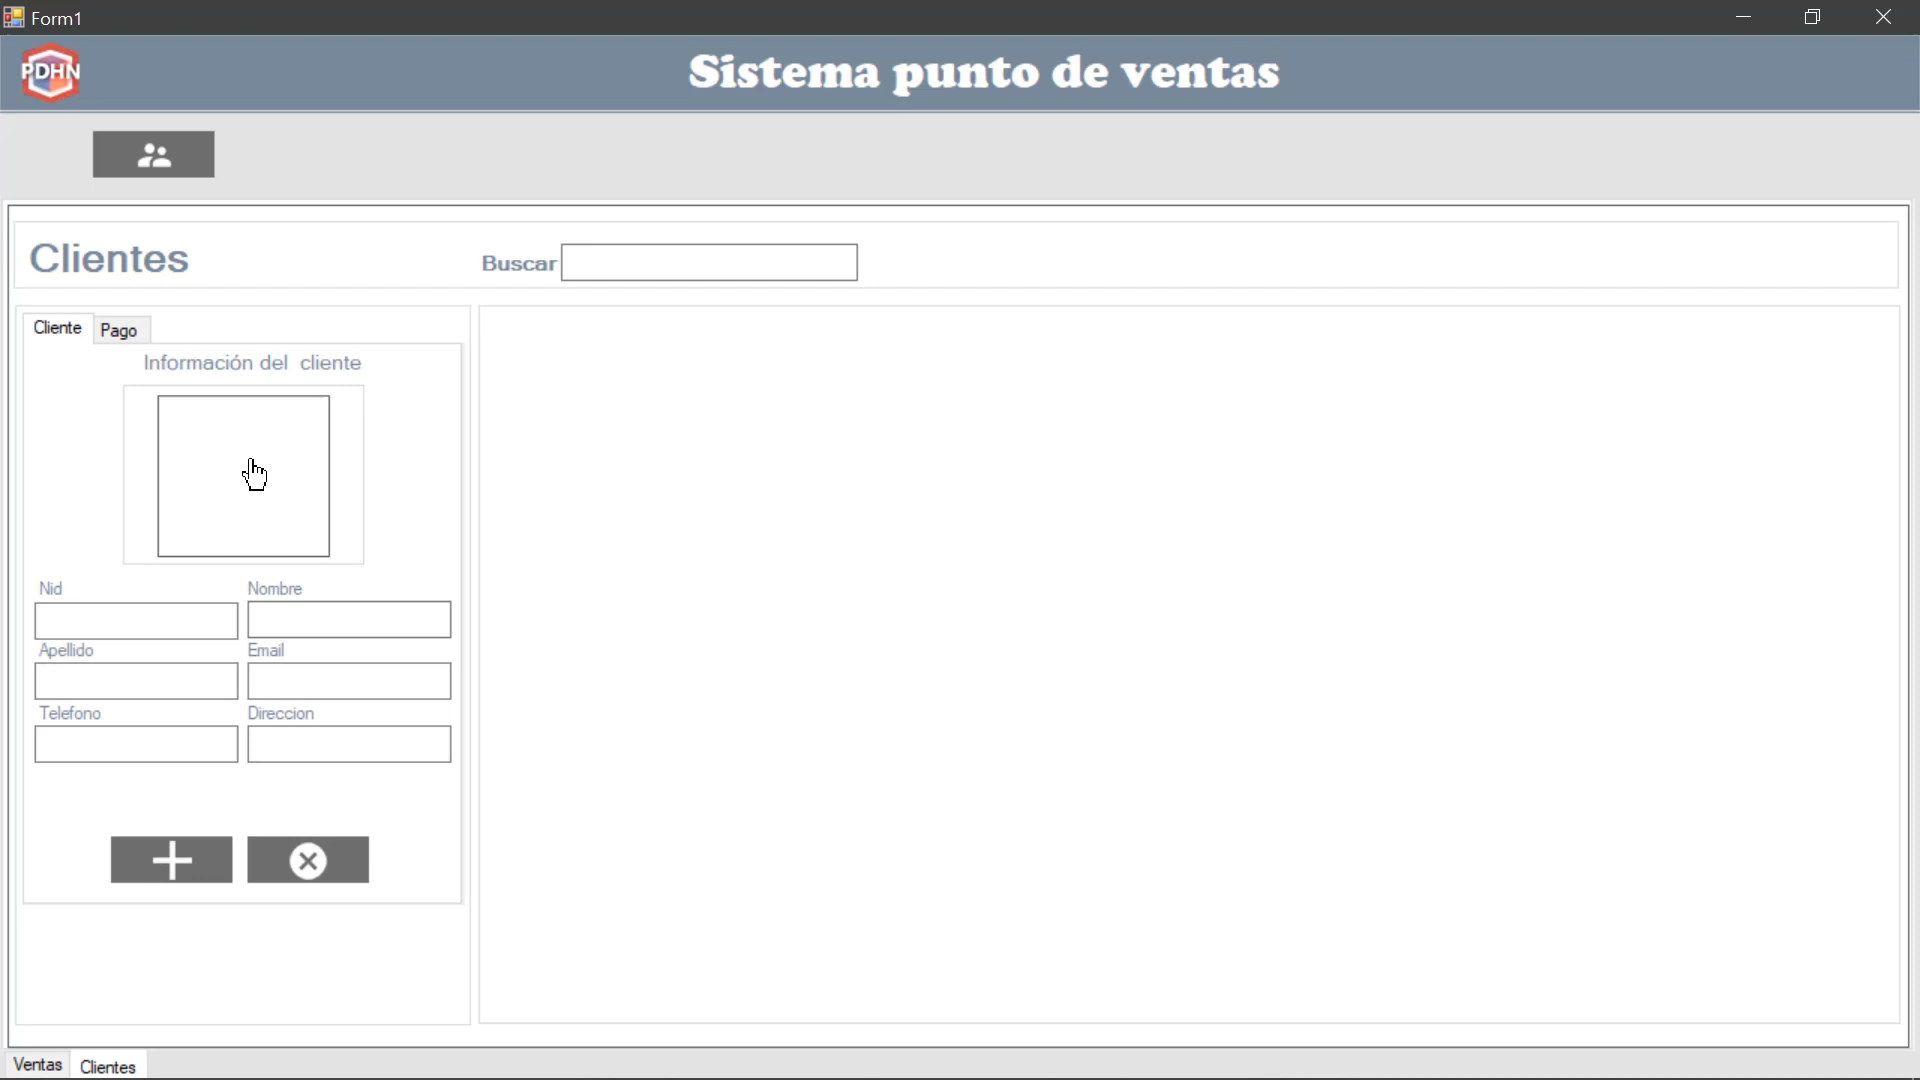 Form1
PDHN
Sistema punto de ventas
Clientes
Buscar
Cliente Pago
Información del cliente
Nid Nombre
Apellido Email
Telefono Direccion
Ventas Clientes